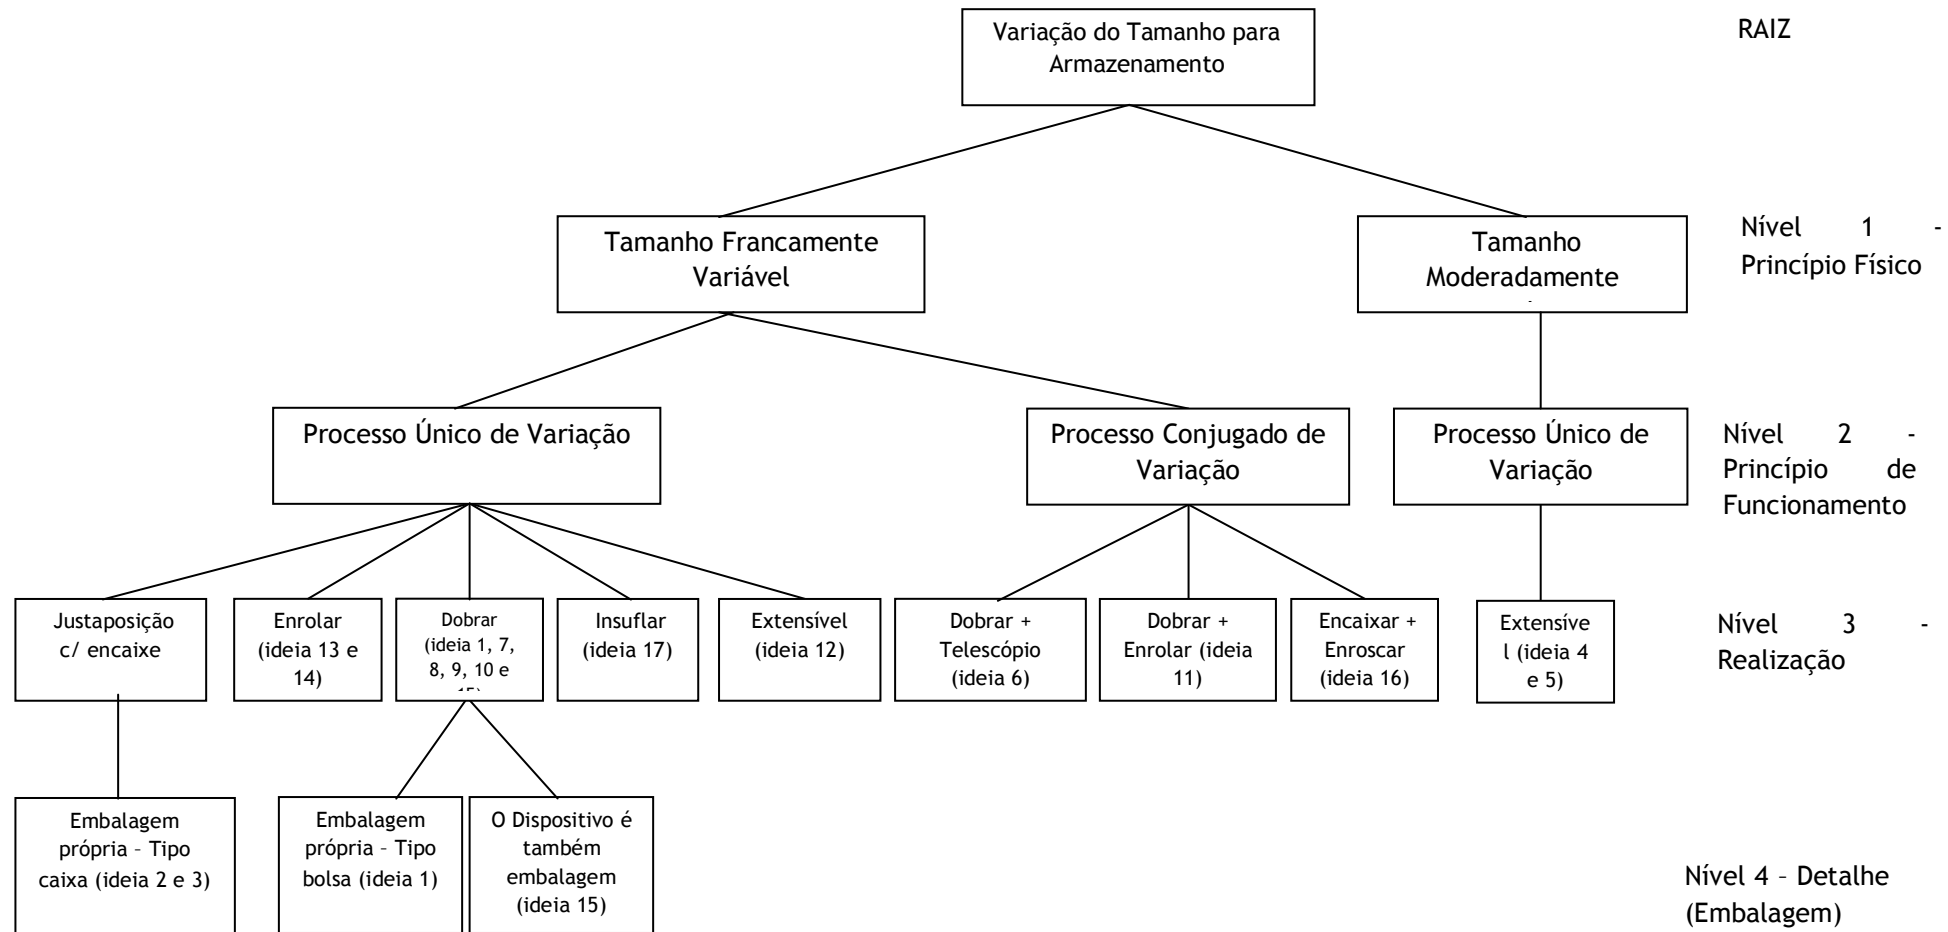 Variação do Tamanho para
Armazenamento
RAIZ
Tamanho Francamente
Variável
Tamanho
Moderadamente
Nível 1 -
Princípio Físico
Processo Único de Variação
Processo Conjugado de
Variação
Processo Único de
Variação
Nível 2 -
Princípio de
Funcionamento
Justaposição
c/ encaixe
Enrolar
(ideia 13 e
14)
Dobrar
(ideia 1, 7,
8, 9, 10 e
Insuflar
(ideia 17)
Extensível
(ideia 12)
Dobrar +
Telescópio
(ideia 6)
Dobrar +
Enrolar (ideia
11)
Encaixar +
Enroscar
(ideia 16)
Extensíve
l (ideia 4
e 5)
Nível 3 -
Realização
Embalagem
própria – Tipo
caixa (ideia 2 e 3)
Embalagem
própria – Tipo
bolsa (ideia 1)
O Dispositivo é
também
embalagem
(ideia 15)
Nível 4 – Detalhe
(Embalagem)